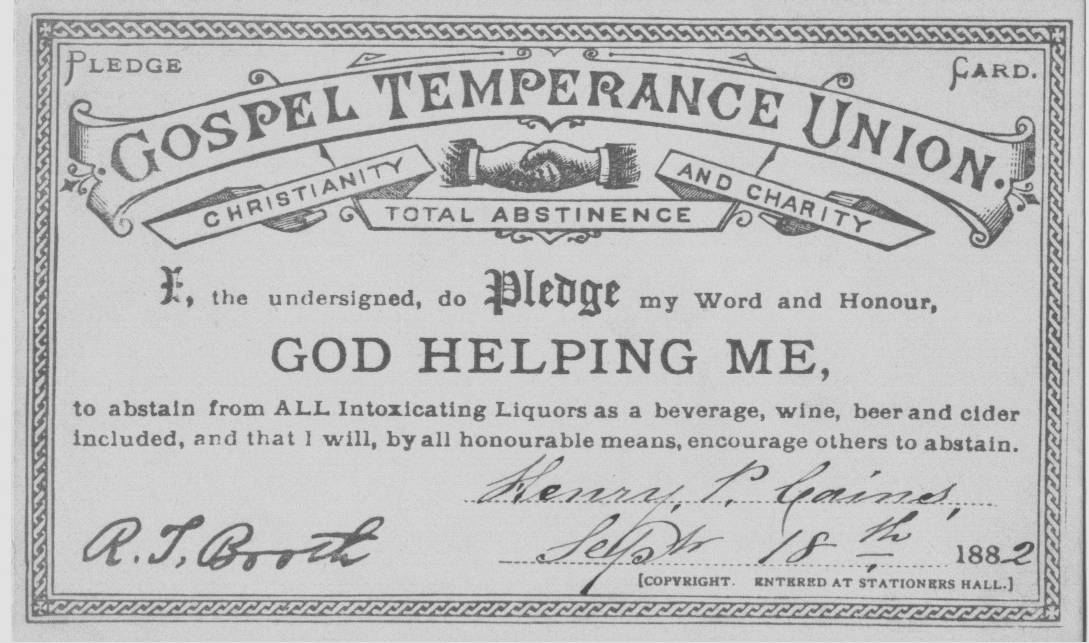 PLEDGE CARD.
GOSPEL TEMPERANCE UNION.
CHRISTIANITY AND CHARITY
TOTAL ABSTINENCE
I, the undersigned, do Pledge my Word and Honour,
GOD HELPING ME,
to abstain from ALL Intoxicating Liquors as a beverage, wine, beer and cider
included, and that I will, by all honourable means, encourage others to abstain.
Henry P. Cains,
R. T. Booth
Septr 18th 1882
[COPYRIGHT. ENTERED AT STATIONERS HALL.]